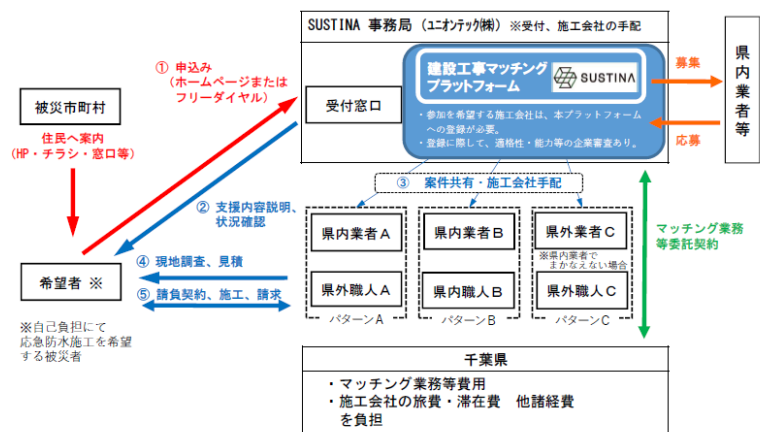 SUSTINA 事務局 (ユニオンテック㈱) ※受付、施工会社の手配
① 申込み
（ホームページまたは
フリーダイヤル）
被災市町村
住民へ案内
（HP・チラシ・窓口等）
受付窓口
建設工事マッチング
プラットフォーム
SUSTINA
・参加を希望する施工会社は、本プラットフォーム
への登録が必要。
・登録に際して、適格性・能力等の企業審査あり。
募集
応募
県内業者等
③ 案件共有・施工会社手配
② 支援内容説明、
状況確認
県内業者A
県外職人A
パターンA
県内業者B
県内職人B
パターンB
県外業者C
※県内業者で
まかなえない場合
県外職人C
パターンC
マッチング業務
等委託契約
④ 現地調査、見積
⑤ 請負契約、施工、請求
希望者 ※
※自己負担にて
応急防水施工を希望
する被災者
千葉県
・マッチング業務等費用
・施工会社の旅費・滞在費 他諸経費
を負担